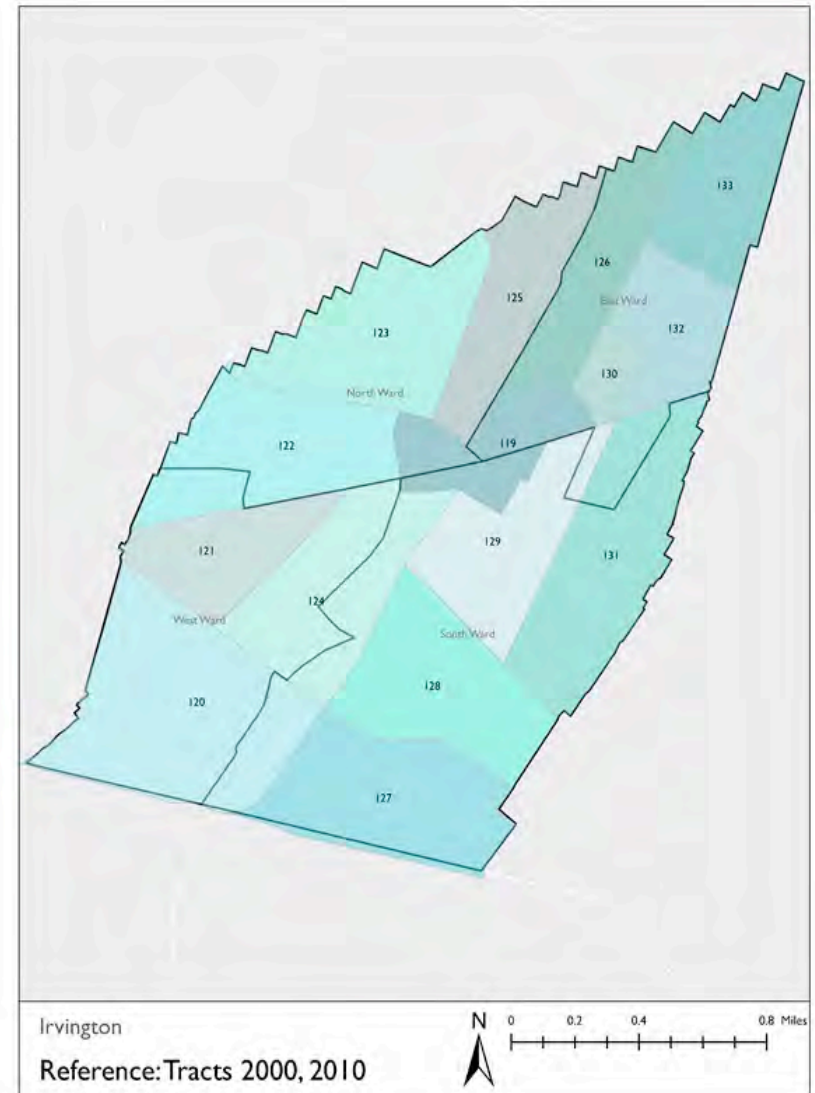 133
126
East Ward
125
132
123
130
North Ward
119
122
129
121
131
124
West Ward
South Ward
128
120
127
Irvington
N
0 0.2 0.4 0.8 Miles
Reference: Tracts 2000, 2010